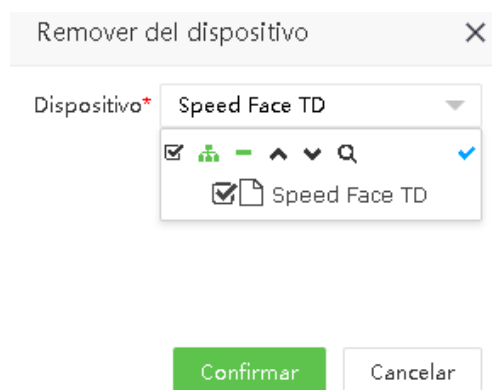 Remover del dispositivo
Dispositivo* Speed Face TD
Speed Face TD
Confirmar Cancelar